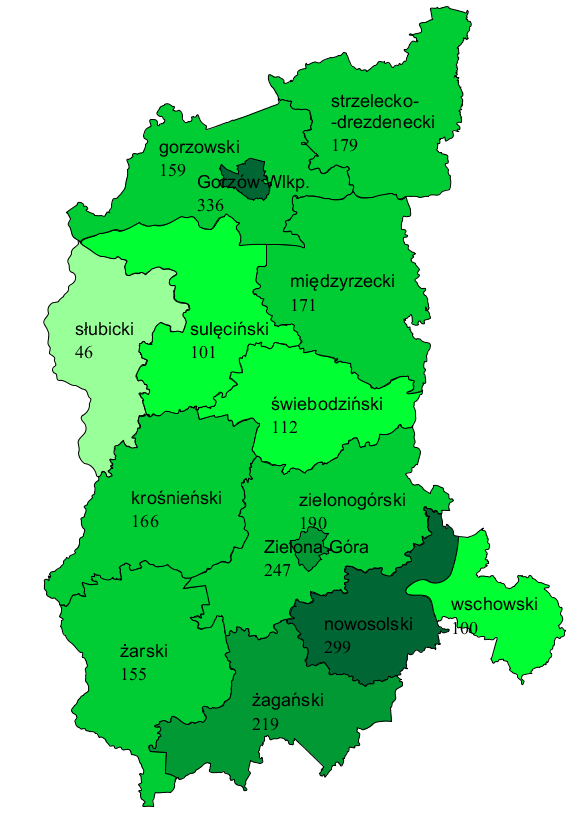 strzelecko-
-drezdenecki
179
gorzowski
159
Gorzów Wlkp.
336
międzyrzecki
171
słubicki
46
sulęciński
101
świebodziński
112
krośnieński
166
zielonogórski
190
Zielona Góra
247
wschowski
100
nowosolski
299
żarski
155
żagański
219